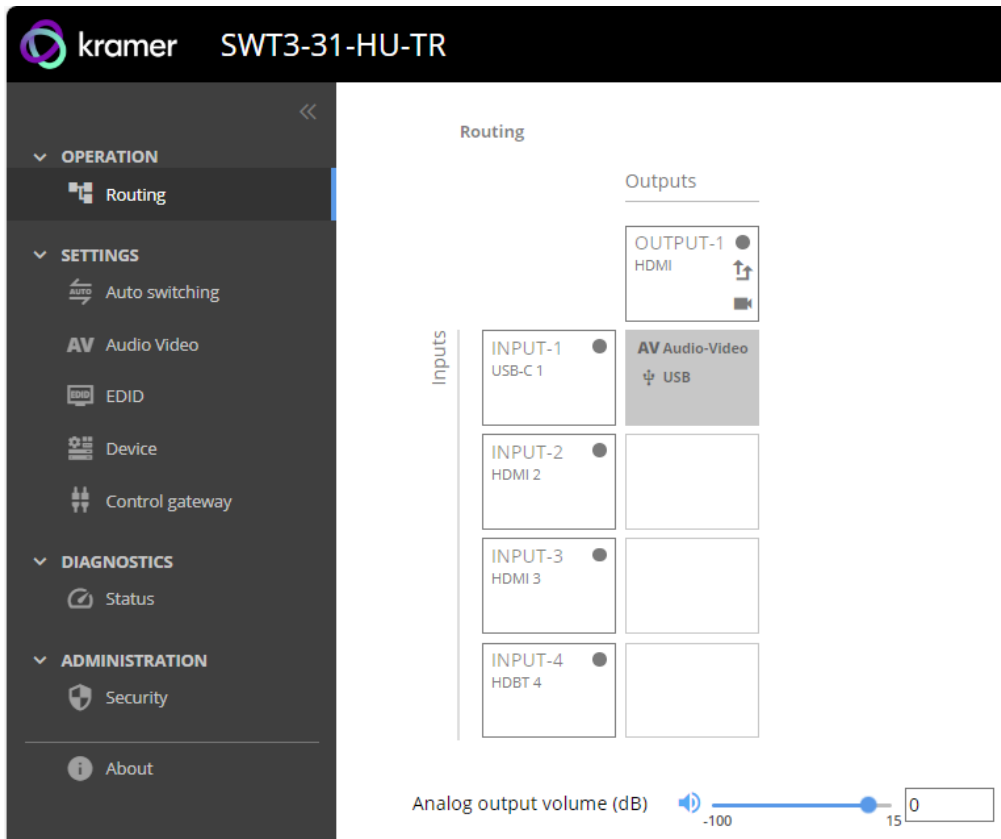 kramer SWT3-31-HU-TR
OPERATION
Routing
SETTINGS
Auto switching
AUTO
AV Audio Video
EDID EDID
Device
Control gateway
DIAGNOSTICS
Status
ADMINISTRATION
Security
About
Routing
Outputs
OUTPUT-1
HDMI
Inputs
INPUT-1
USB-C 1
AV Audio-Video
USB
INPUT-2
HDMI 2
INPUT-3
HDMI 3
INPUT-4
HDBT 4
Analog output volume (dB)
-100
15
0